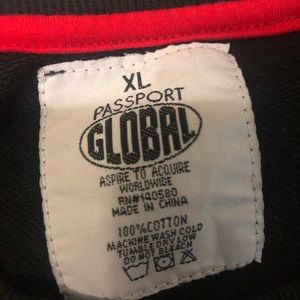 XL
PASSPORT
GLOBAL
ASPIRE TO ACQUIRE
WORLDWIDE
RN#140580
MADE IN CHINA
100% COTTON
MACHINE WASH COLD
TUMBLE DRY LOW
DO NOT BLEACH